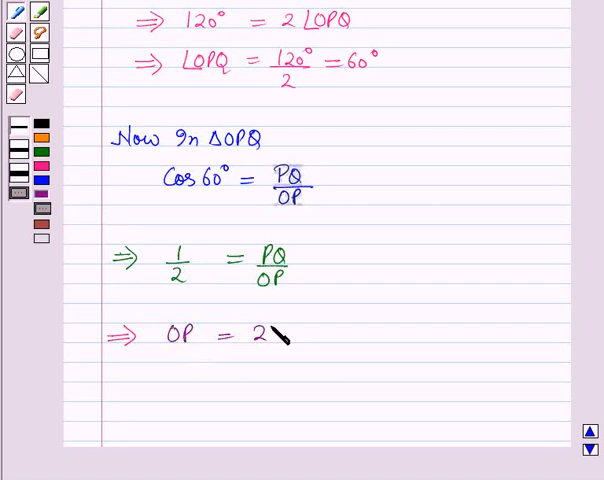 ⇒ 120° = 2 ∠OPQ
⇒ ∠OPQ = 120°/2 = 60°
Now In ΔOPQ
Cos 60° = PQ/OP
⇒ 1/2 = PQ/OP
⇒ OP = 2